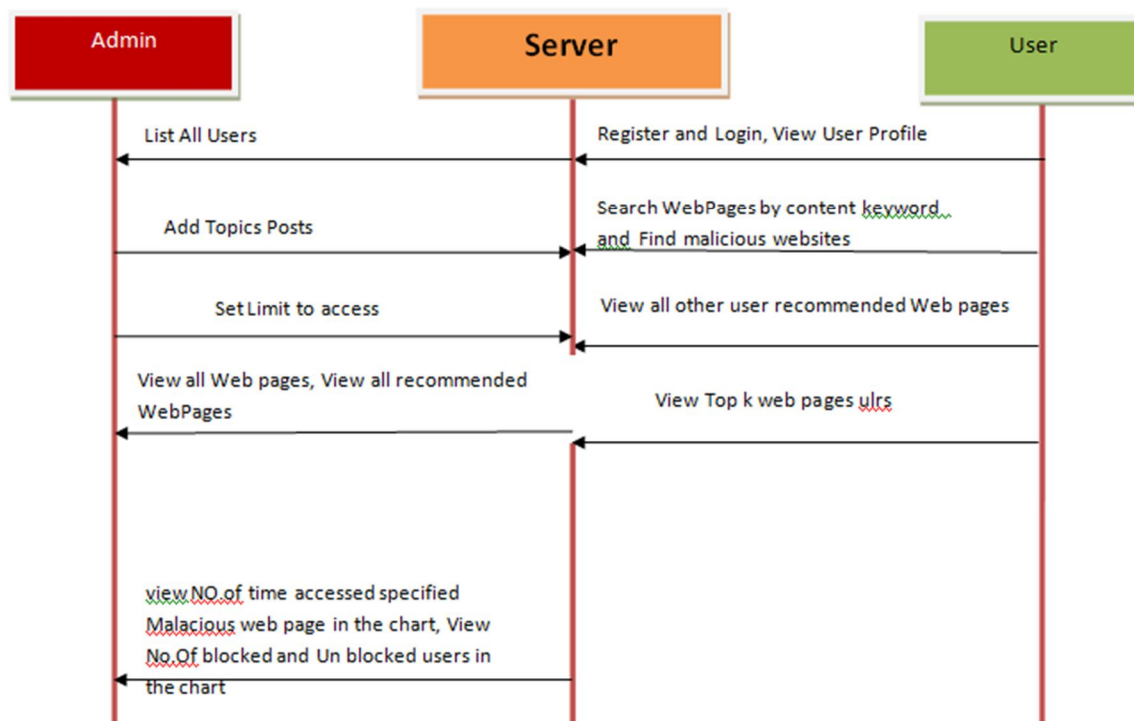 Admin
Server
User
List All Users
Register and Login, View User Profile
Add Topics Posts
Search WebPages by content keyword
and Find malicious websites
Set Limit to access
View all other user recommended Web pages
View all Web pages, View all recommended
WebPages
View Top k web pages ulrs
view NO.of time accessed specified
Malacious web page in the chart, View
No.Of blocked and Un blocked users in
the chart